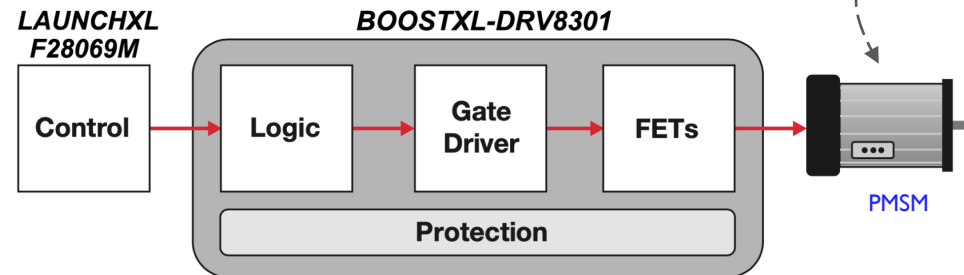 LAUNCHXL
F28069M
BOOSTXL-DRV8301
Control
Logic
Gate
Driver
FETs
Protection
PMSM